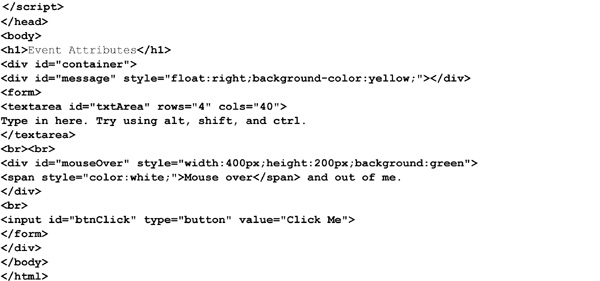 </script>
</head>
<body>
<h1>Event Attributes</h1>
<div id="container">
<div id="message" style="float:right;background-color:yellow;"></div>
<form>
<textarea id="txtArea" rows="4" cols="40">
Type in here. Try using alt, shift, and ctrl.
</textarea>
<br><br>
<div id="mouseOver" style="width:400px;height:200px;background:green">
<span style="color:white;">Mouse over</span> and out of me.
</div>
<br>
<input id="btnClick" type="button" value="Click Me">
</form>
</div>
</body>
</html>